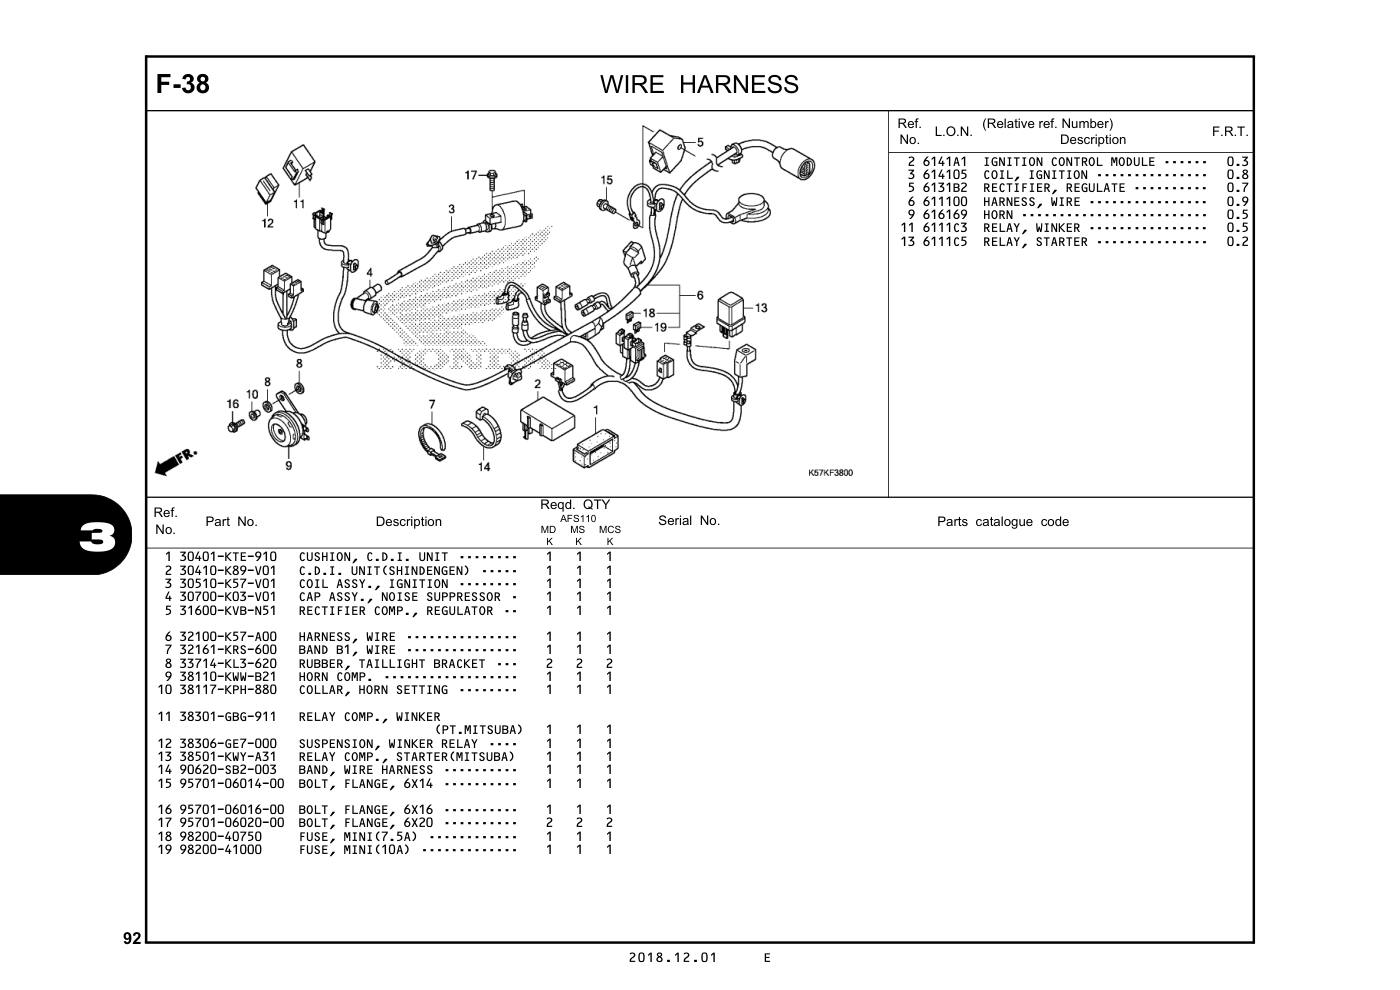 F-38
WIRE HARNESS
Ref. No. L.O.N. (Relative ref. Number) Description F.R.T.
2 6141A1 IGNITION CONTROL MODULE ------ 0.3
3 614105 COIL, IGNITION --------------- 0.8
5 6131B2 RECTIFIER, REGULATE ---------- 0.7
6 611100 HARNESS, WIRE ---------------- 0.9
9 616169 HORN ------------------------- 0.5
11 6111C3 RELAY, WINKER ---------------- 0.5
13 6111C5 RELAY, STARTER --------------- 0.2
5
17
15
11
12
3
4
6
18
19
13
8
8
10
16
9
7
14
2
1
HONDA
FR.
K57KF3800
3
Ref. No. Part No. Description Reqd. QTY Serial No. Parts catalogue code
AFS110
MD MS MCS
K K K
1 30401-KTE-910 CUSHION, C.D.I. UNIT -------- 1 1 1
2 30410-K89-V01 C.D.I. UNIT(SHINDENGEN) ----- 1 1 1
3 30510-K57-V01 COIL ASSY., IGNITION -------- 1 1 1
4 30700-K03-V01 CAP ASSY., NOISE SUPPRESSOR - 1 1 1
5 31600-KVB-N51 RECTIFIER COMP., REGULATOR -- 1 1 1
6 32100-K57-A00 HARNESS, WIRE --------------- 1 1 1
7 32161-KRS-600 BAND B1, WIRE --------------- 1 1 1
8 33714-KL3-620 RUBBER, TAILLIGHT BRACKET --- 2 2 2
9 38110-KWW-B21 HORN COMP. ------------------ 1 1 1
10 38117-KPH-880 COLLAR, HORN SETTING -------- 1 1 1
11 38301-GBG-911 RELAY COMP., WINKER
(PT.MITSUBA) 1 1 1
12 38306-GE7-000 SUSPENSION, WINKER RELAY ---- 1 1 1
13 38501-KWY-A31 RELAY COMP., STARTER(MITSUBA) 1 1 1
14 90620-SB2-003 BAND, WIRE HARNESS ---------- 1 1 1
15 95701-06014-00 BOLT, FLANGE, 6X14 ---------- 1 1 1
16 95701-06016-00 BOLT, FLANGE, 6X16 ---------- 1 1 1
17 95701-06020-00 BOLT, FLANGE, 6X20 ---------- 2 2 2
18 98200-40750 FUSE, MINI(7.5A) ------------ 1 1 1
19 98200-41000 FUSE, MINI(10A) ------------- 1 1 1
92
2018.12.01 E